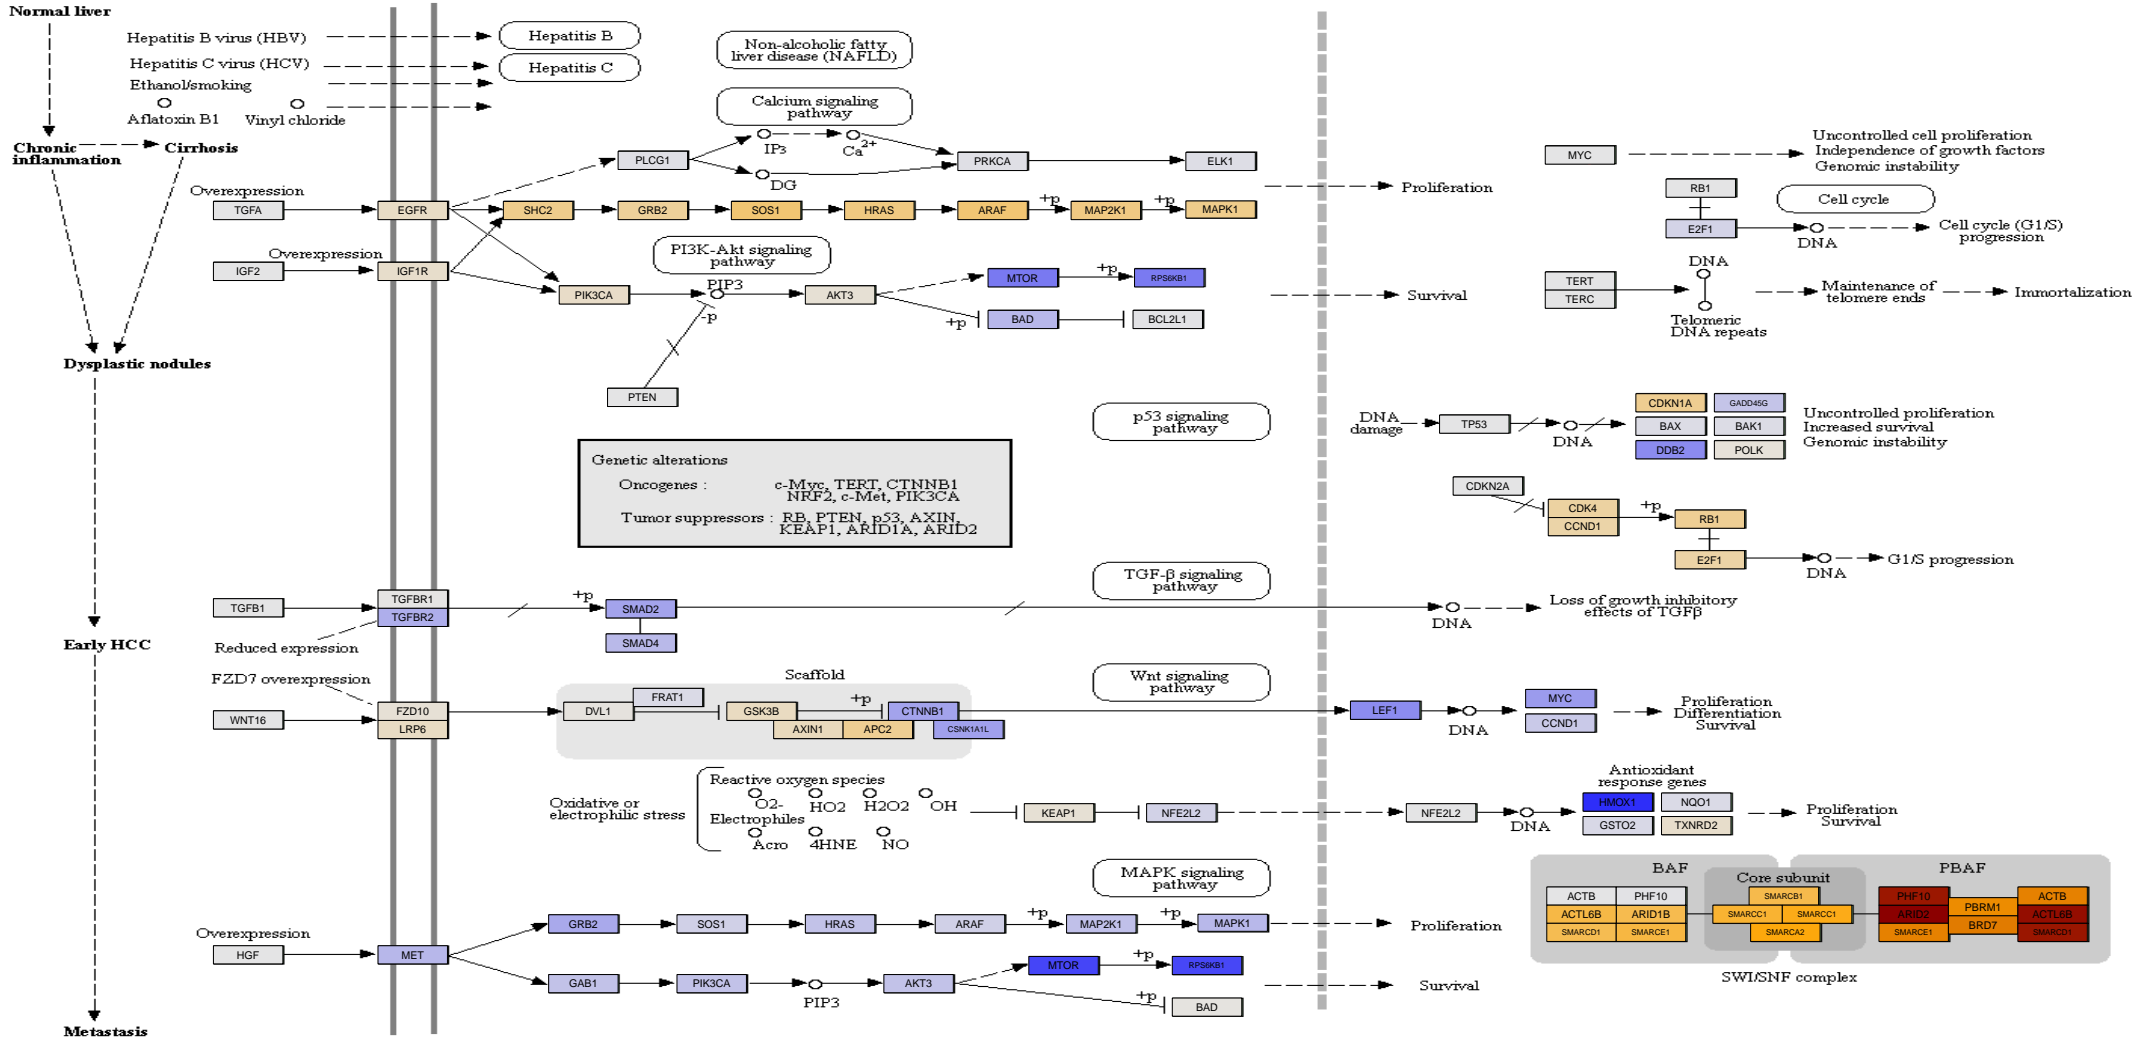 Normal liver
Hepatitis B virus (HBV)
Hepatitis B
Non-alcoholic fatty
liver disease (NAFLD)
Hepatitis C virus (HCV)
Hepatitis C
Ethanol/smoking
Aflatoxin B1
Vinyl chloride
Calcium signaling
pathway
Chronic
inflammation
Cirrhosis
IP3
Ca2+
DG
PLCG1
PRKCA
ELK1
MYC
Uncontrolled cell proliferation
Independence of growth factors
Genomic instability
Overexpression
TGFA
EGFR
SHC2
GRB2
SOS1
HRAS
ARAF
+p
MAP2K1
+p
MAPK1
Proliferation
RB1
E2F1
Cell cycle
DNA
Cell cycle (G1/S)
progression
Overexpression
IGF2
IGF1R
PI3K-Akt signaling
pathway
PIK3CA
PIP3
-p
AKT3
MTOR
+p
RPS6KB1
+p
BAD
BCL2L1
Survival
PTEN
TERT
TERC
DNA
Telomeric
DNA repeats
Maintenance of
telomere ends
Immortalization
Dysplastic nodules
p53 signaling
pathway
DNA
damage
TP53
DNA
CDKN1A
GADD45G
BAX
BAK1
DDB2
POLK
Uncontrolled proliferation
Increased survival
Genomic instability
Genetic alterations
Oncogenes :
c-Myc, TERT, CTNNB1
NRF2, c-Met, PIK3CA
Tumor suppressors :
RB, PTEN, p53, AXIN,
KEAP1, ARID1A, ARID2
CDKN2A
CDK4
CCND1
+p
RB1
E2F1
DNA
G1/S progression
TGF-β signaling
pathway
TGFB1
TGFBR1
TGFBR2
+p
SMAD2
SMAD4
DNA
Loss of growth inhibitory
effects of TGFβ
Reduced expression
Early HCC
FZD7 overexpression
WNT16
FZD10
LRP6
Scaffold
DVL1
FRAT1
GSK3B
+p
CTNNB1
AXIN1
APC2
CSNK1A1L
Wnt signaling
pathway
LEF1
DNA
MYC
CCND1
Proliferation
Differentiation
Survival
Oxidative or
electrophilic stress
Reactive oxygen species
O2-
HO2
H2O2
OH
Electrophiles
Acro
4HNE
NO
KEAP1
NFE2L2
NFE2L2
DNA
Antioxidant
response genes
HMOX1
NQO1
GSTO2
TXNRD2
Proliferation
Survival
MAPK signaling
pathway
Overexpression
HGF
MET
GRB2
SOS1
HRAS
ARAF
+p
MAP2K1
+p
MAPK1
Proliferation
GAB1
PIK3CA
PIP3
AKT3
MTOR
+p
RPS6KB1
+p
BAD
Survival
BAF
PBAF
Core subunit
ACTB
PHF10
ACTL6B
ARID1B
SMARCD1
SMARCE1
SMARCB1
SMARCC1
SMARCC1
SMARCA2
PHF10
ARID2
SMARCE1
PBRM1
BRD7
ACTB
ACTL6B
SMARCD1
SWI/SNF complex
Metastasis